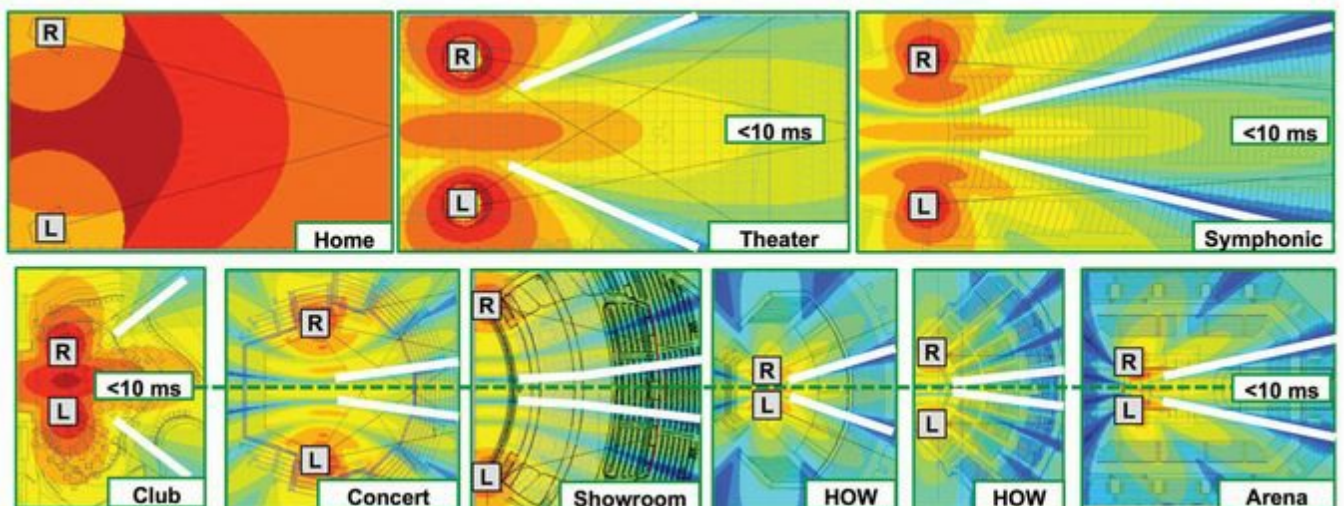 R
L
Home
R
L
<10 ms
Theater
R
L
<10 ms
Symphonic
R
L
<10 ms
Club
R
L
Concert
R
L
Showroom
R
L
HOW
R
L
HOW
R
L
<10 ms
Arena